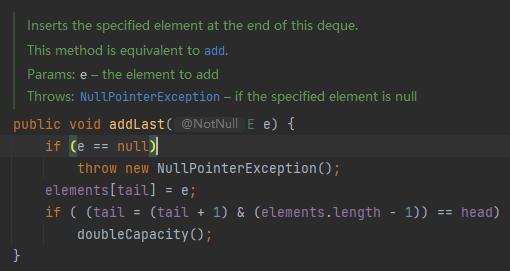 Inserts the specified element at the end of this deque.
This method is equivalent to add.
Params: e – the element to add
Throws: NullPointerException – if the specified element is null
public void addLast( @NotNull E e) {
if (e == null)
throw new NullPointerException();
elements[tail] = e;
if ( (tail = (tail + 1) & (elements.length - 1)) == head)
doubleCapacity();
}